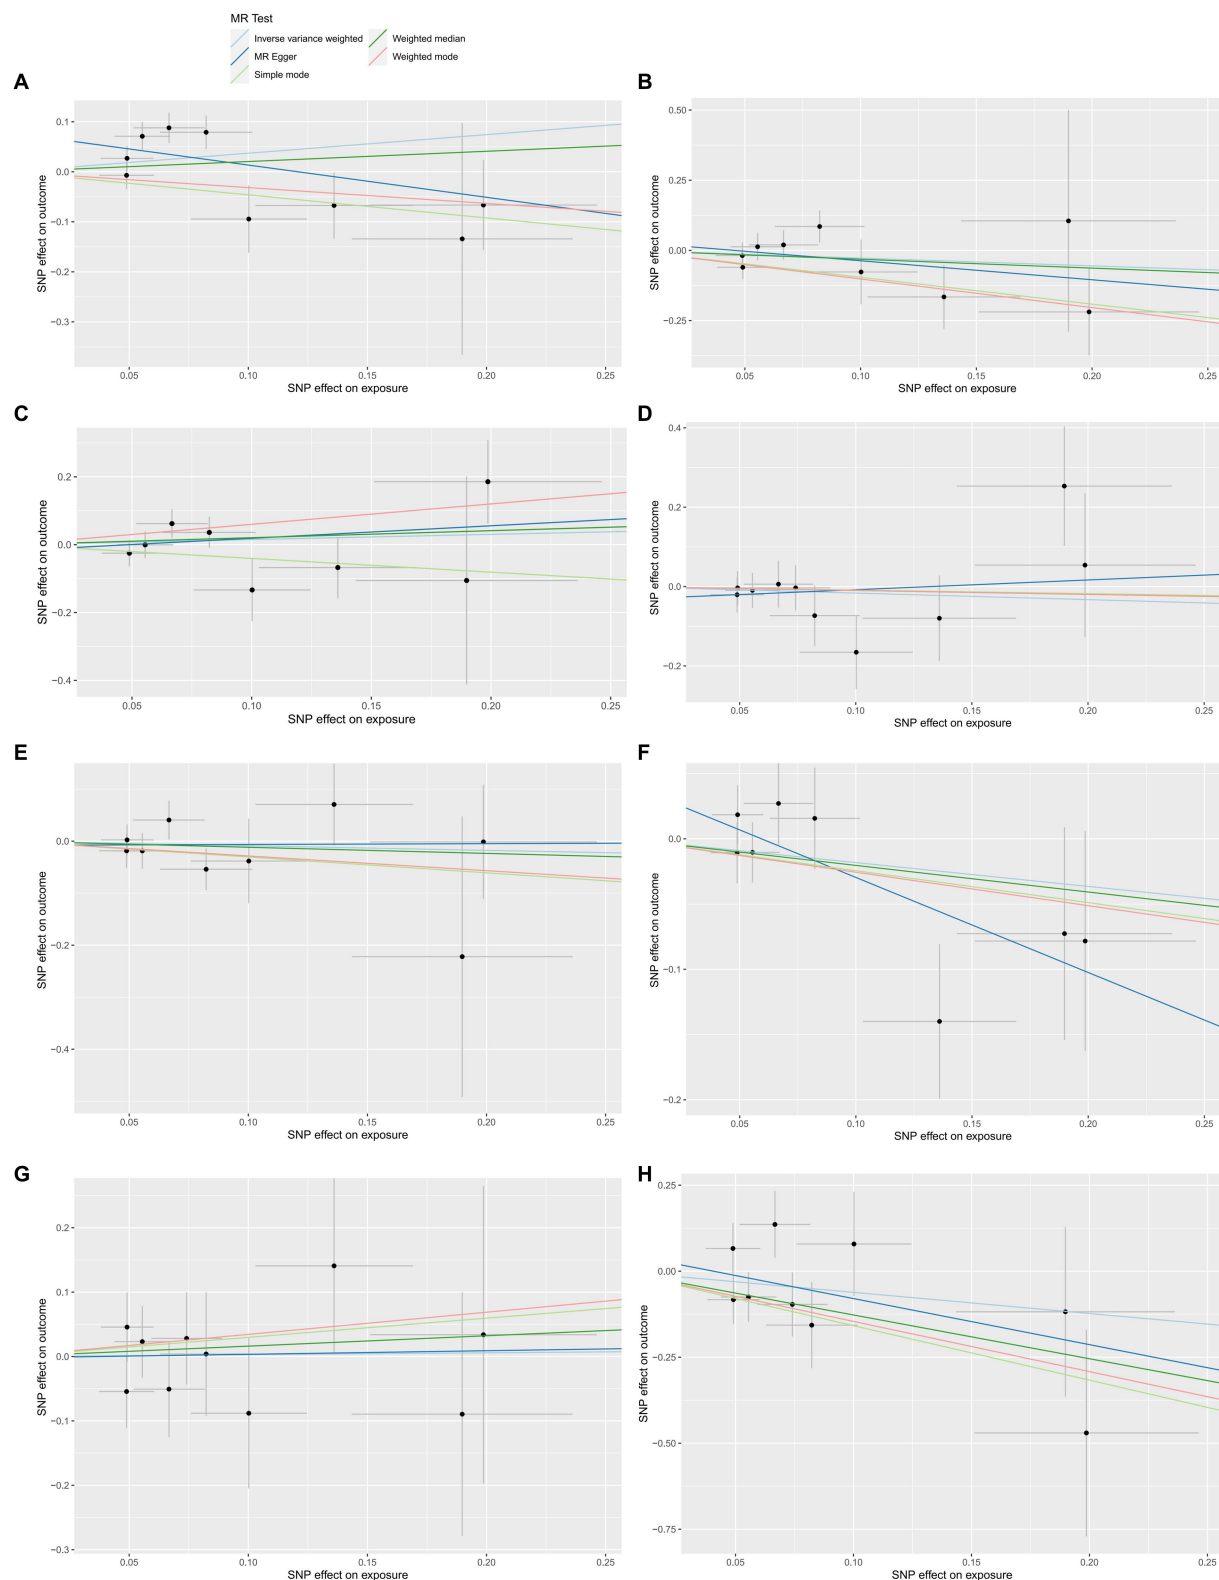 MR Test
Inverse variance weighted
Weighted median
MR Egger
Weighted mode
Simple mode
A
0.1
0.0
−0.1
−0.2
−0.3
SNP effect on outcome
0.05 0.10 0.15 0.20 0.25
SNP effect on exposure
B
0.50
0.25
0.00
−0.25
SNP effect on outcome
0.05 0.10 0.15 0.20 0.25
SNP effect on exposure
C
0.2
0.0
−0.2
−0.4
SNP effect on outcome
0.05 0.10 0.15 0.20 0.25
SNP effect on exposure
D
0.4
0.2
0.0
−0.2
SNP effect on outcome
0.05 0.10 0.15 0.20 0.25
SNP effect on exposure
E
0.0
−0.2
−0.4
SNP effect on outcome
0.05 0.10 0.15 0.20 0.25
SNP effect on exposure
F
0.0
−0.1
−0.2
SNP effect on outcome
0.05 0.10 0.15 0.20 0.25
SNP effect on exposure
G
0.2
0.1
0.0
−0.1
−0.2
−0.3
SNP effect on outcome
0.05 0.10 0.15 0.20 0.25
SNP effect on exposure
H
0.25
0.00
−0.25
−0.50
−0.75
SNP effect on outcome
0.05 0.10 0.15 0.20 0.25
SNP effect on exposure